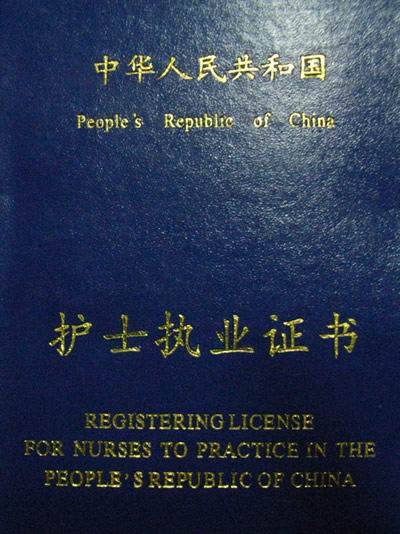 中华人民共和国
People's Republic of China
护士执业证书
REGISTERING LICENSE
FOR NURSES TO PRACTICE IN THE
PEOPLE'S REPUBLIC OF CHINA